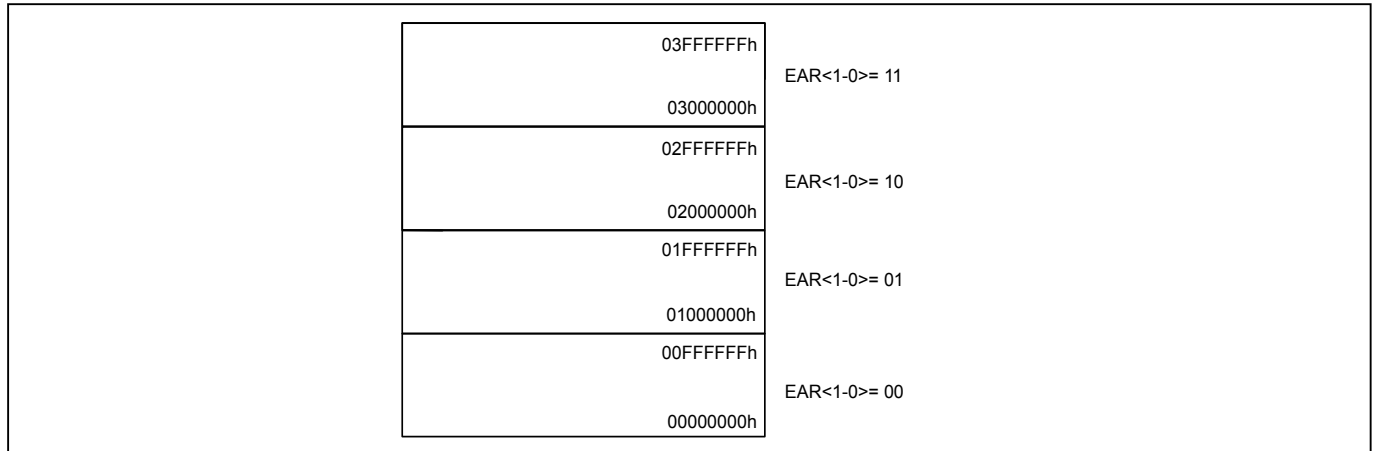 03FFFFFFh
EAR<1-0>= 11
03000000h
02FFFFFFh
EAR<1-0>= 10
02000000h
01FFFFFFh
EAR<1-0>= 01
01000000h
00FFFFFFh
EAR<1-0>= 00
00000000h